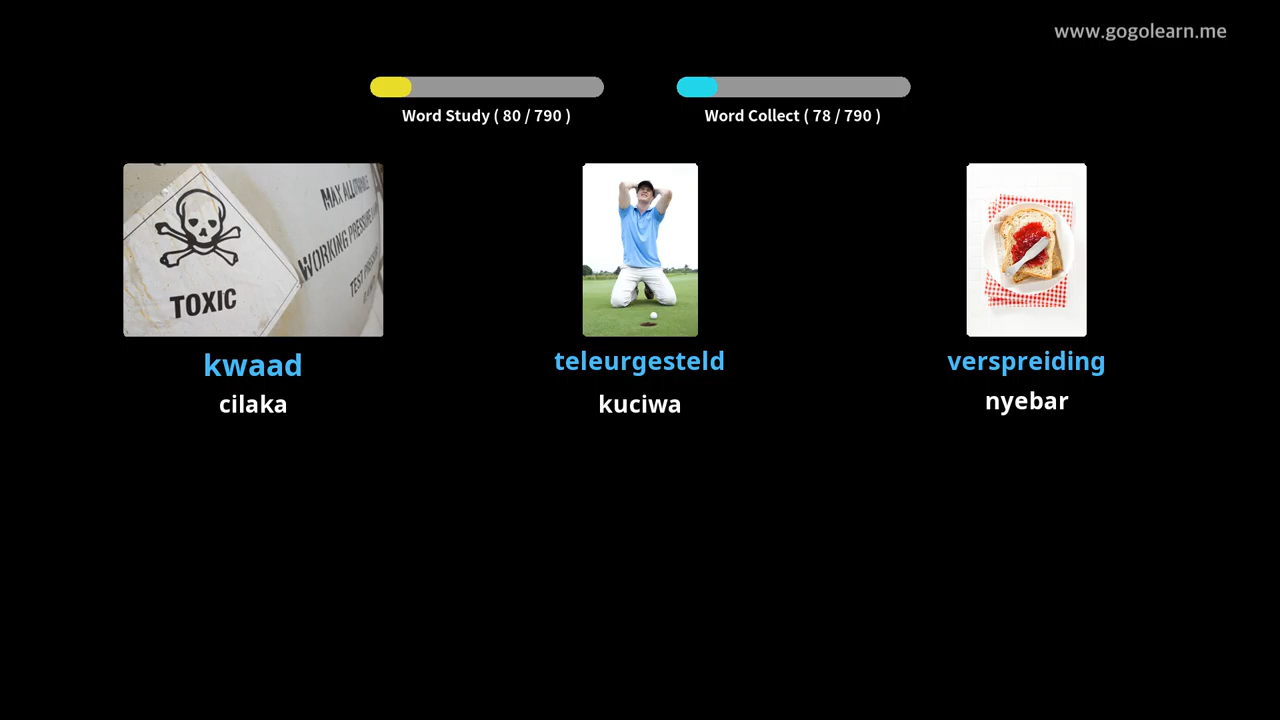 www.gogolearn.me
Word Study ( 80 / 790 )
Word Collect ( 78 / 790 )
TOXIC
MAX ALLOWABLE
WORKING PRESSURE
TEST
kwaad
teleurgesteld
verspreiding
cilaka
kuciwa
nyebar